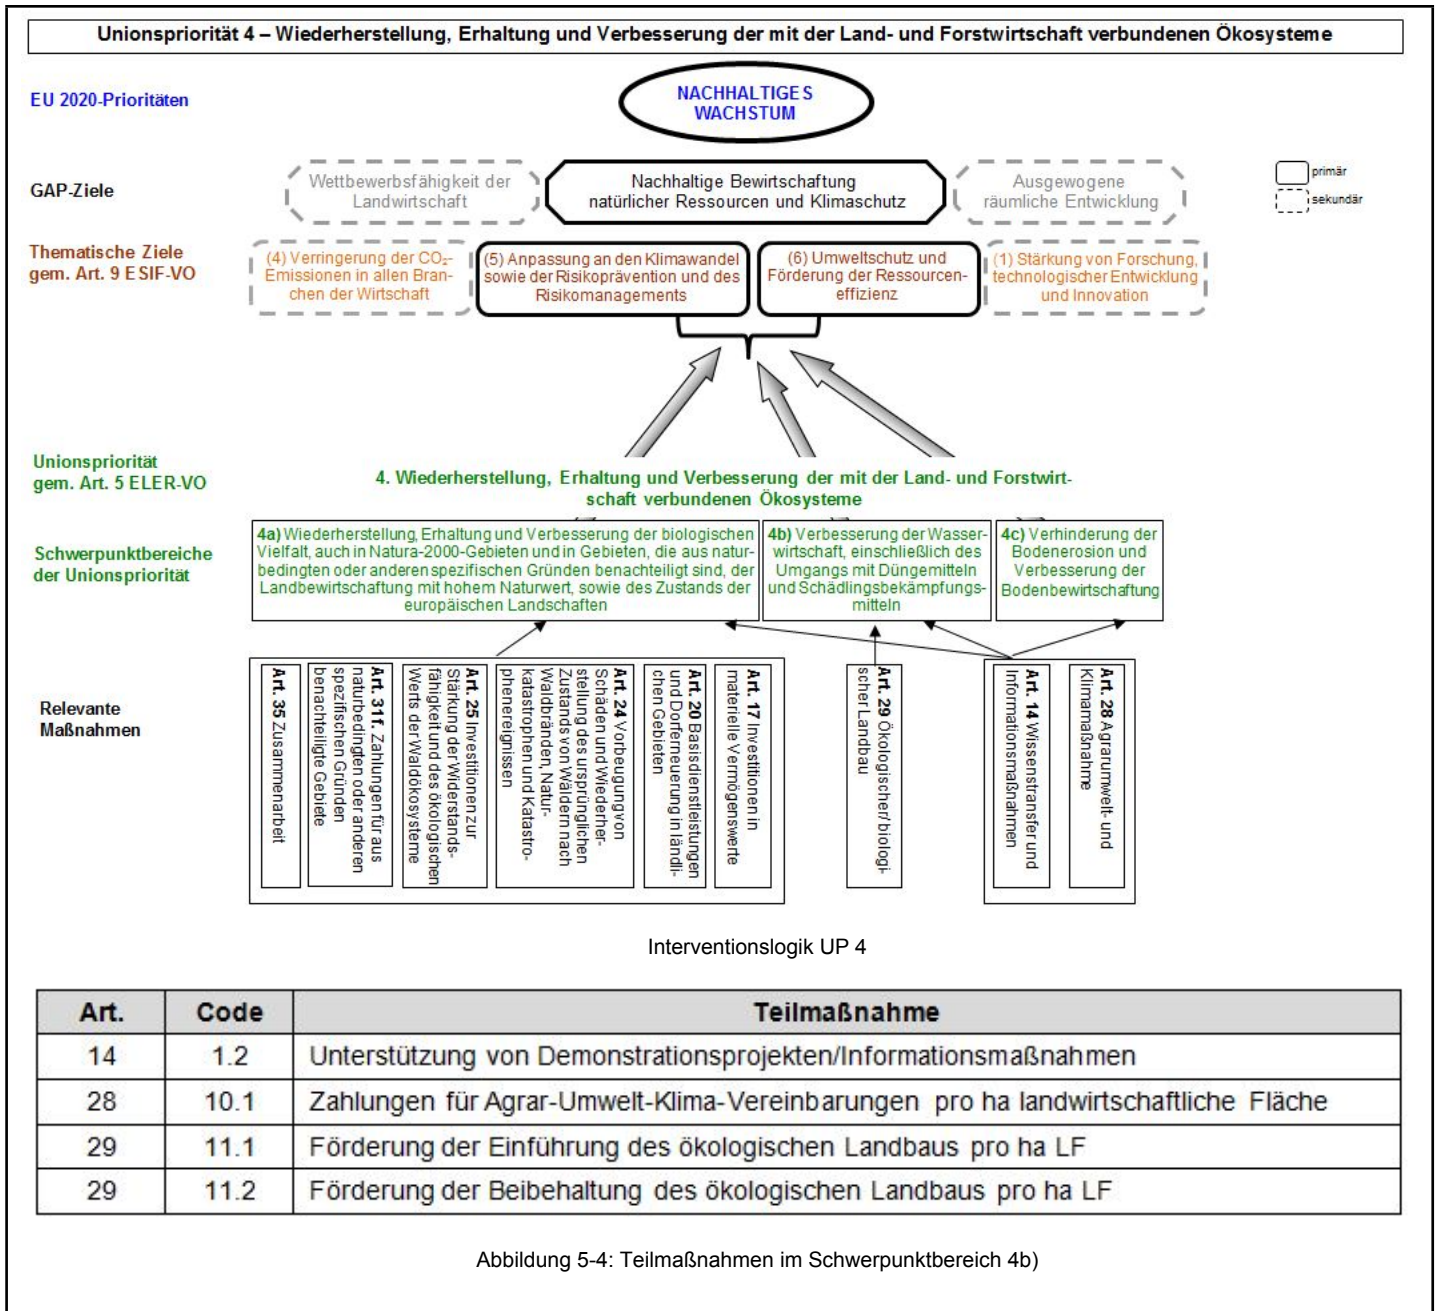 Unionspriorität 4 – Wiederherstellung, Erhaltung und Verbesserung der mit der Land- und Forstwirtschaft verbundenen Ökosysteme
EU 2020-Prioritäten
NACHHALTIGES
WACHSTUM
GAP-Ziele
Wettbewerbsfähigkeit der
Landwirtschaft
Nachhaltige Bewirtschaftung
natürlicher Ressourcen und Klimaschutz
Ausgewogene
räumliche Entwicklung
primär
sekundär
Thematische Ziele
gem. Art. 9 ESIF-VO
(4) Verringerung der CO₂-
Emissionen in allen Bran-
chen der Wirtschaft
(5) Anpassung an den Klimawandel
sowie der Risikoprävention und des
Risikomanagements
(6) Umweltschutz und
Förderung der Ressourcen-
effizienz
(1) Stärkung von Forschung,
technologischer Entwicklung
und Innovation
Unionspriorität
gem. Art. 5 ELER-VO
4. Wiederherstellung, Erhaltung und Verbesserung der mit der Land- und Forstwirt-
schaft verbundenen Ökosysteme
Schwerpunktbereiche
der Unionspriorität
4a) Wiederherstellung, Erhaltung und Verbesserung der biologischen
Vielfalt, auch in Natura-2000-Gebieten und in Gebieten, die aus natur-
bedingten oder anderen spezifischen Gründen benachteiligt sind, der
Landbewirtschaftung mit hohem Naturwert, sowie des Zustands der
europäischen Landschaften
4b) Verbesserung der Wasser-
wirtschaft, einschließlich des
Umgangs mit Düngemitteln
und Schädlingsbekämpfungs-
mitteln
4c) Verhinderung der
Bodenerosion und
Verbesserung der
Bodenbewirtschaftung
Relevante
Maßnahmen
Art. 35 Zusammenarbeit
Art. 31 f. Zahlungen für aus
naturbedingten oder anderen
spezifischen Gründen
benachteiligte Gebiete
Art. 25 Investitionen zur
Stärkung der Widerstands-
fähigkeit und des ökologischen
Werts der Waldökosysteme
Art. 24 Vorbeugung von
Schäden und Wiederher-
stellung des ursprünglichen
Zustands von Wäldern nach
Waldbränden, Natur-
katastrophen und Katastro-
phenereignissen
Art. 20 Basisdienstleistungen
und Dorferneuerung in ländli-
chen Gebieten
Art. 17 Investitionen in
materielle Vermögenswerte
Art. 29 Ökologischer/ biologi-
scher Landbau
Art. 14 Wissenstransfer und
Informationsmaßnahmen
Art. 28 Agrarumwelt- und
Klimamaßnahme
Interventionslogik UP 4
Art. Code Teilmaßnahme
14 1.2 Unterstützung von Demonstrationsprojekten/Informationsmaßnahmen
28 10.1 Zahlungen für Agrar-Umwelt-Klima-Vereinbarungen pro ha landwirtschaftliche Fläche
29 11.1 Förderung der Einführung des ökologischen Landbaus pro ha LF
29 11.2 Förderung der Beibehaltung des ökologischen Landbaus pro ha LF
Abbildung 5-4: Teilmaßnahmen im Schwerpunktbereich 4b)